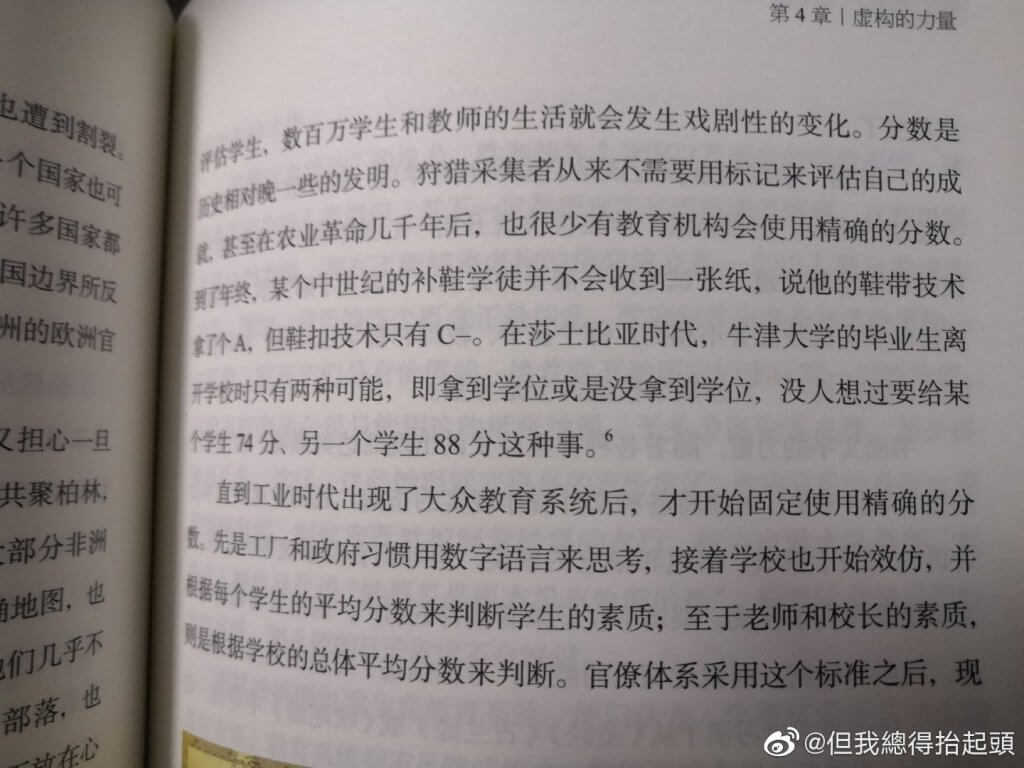 也遭到割裂。
一个国家也可
许多国家都
国边界所反
州的欧洲官
又担心一旦
共聚柏林,
大部分非洲
确地图,也
他们几乎不
部落,也
放在心
第 4 章 | 虚构的力量
评估学生,数百万学生和教师的生活就会发生戏剧性的变化。分数是
历史相对晚一些的发明。狩猎采集者从来不需要用标记来评估自己的成
就,甚至在农业革命几千年后,也很少有教育机构会使用精确的分数。
到了年终,某个中世纪的补鞋学徒并不会收到一张纸,说他的鞋带技术
拿了个 A,但鞋扣技术只有 C-。在莎士比亚时代,牛津大学的毕业生离
开学校时只有两种可能,即拿到学位或是没拿到学位,没人想过要给某
个学生 74 分、另一个学生 88 分这种事。6
直到工业时代出现了大众教育系统后,才开始固定使用精确的分
数。先是工厂和政府习惯用数字语言来思考,接着学校也开始效仿,并
根据每个学生的平均分数来判断学生的素质;至于老师和校长的素质,
则是根据学校的总体平均分数来判断。官僚体系采用这个标准之后,现
@但我總得抬起頭